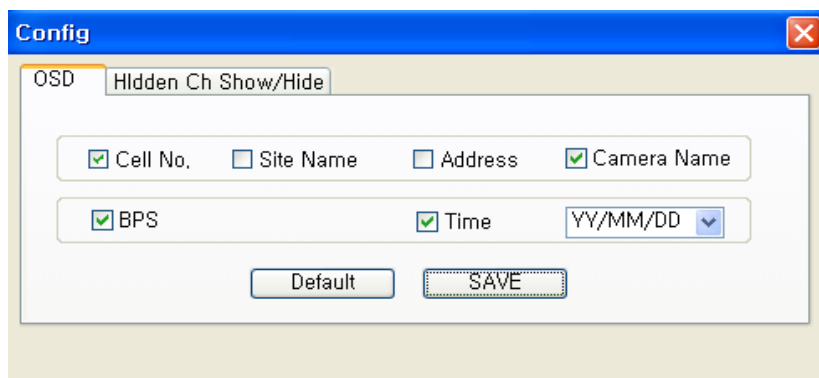 Config
OSD HIdden Ch Show/Hide
Cell No. Site Name Address Camera Name
BPS Time YY/MM/DD
Default SAVE